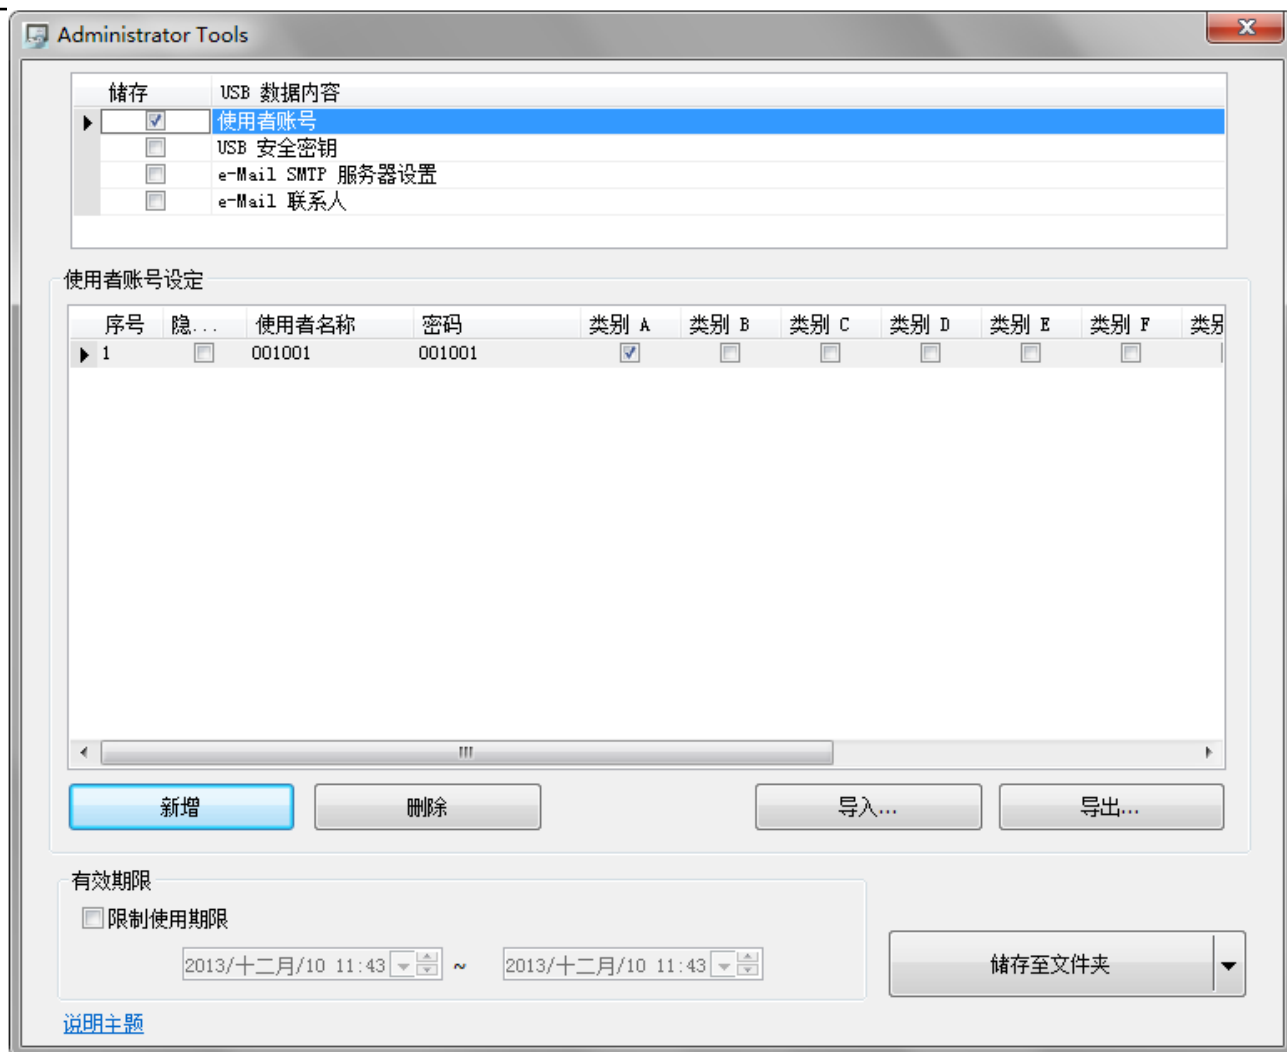 Administrator Tools
储存 USB 数据内容
使用者账号
USB 安全密钥
e-Mail SMTP 服务器设置
e-Mail 联系人
使用者账号设定
序号 隐... 使用者名称 密码 类别 A 类别 B 类别 C 类别 D 类别 E 类别 F 类别
1 001001 001001
新增 删除 导入... 导出...
有效期限
限制使用期限
2013/十二月/10 11:43 ~ 2013/十二月/10 11:43
储存至文件夹
说明主题